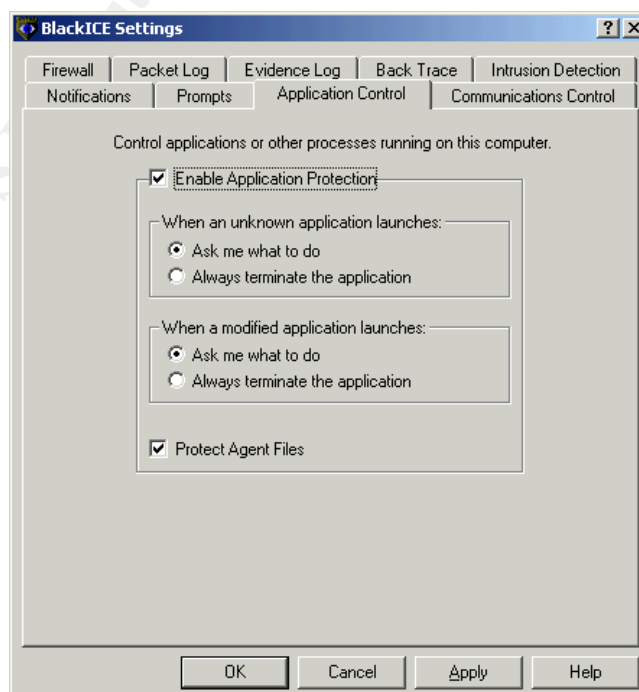 BlackICE Settings
Firewall Packet Log Evidence Log Back Trace Intrusion Detection
Notifications Prompts Application Control Communications Control
Control applications or other processes running on this computer.
Enable Application Protection
When an unknown application launches:
Ask me what to do
Always terminate the application
When a modified application launches:
Ask me what to do
Always terminate the application
Protect Agent Files
OK Cancel Apply Help